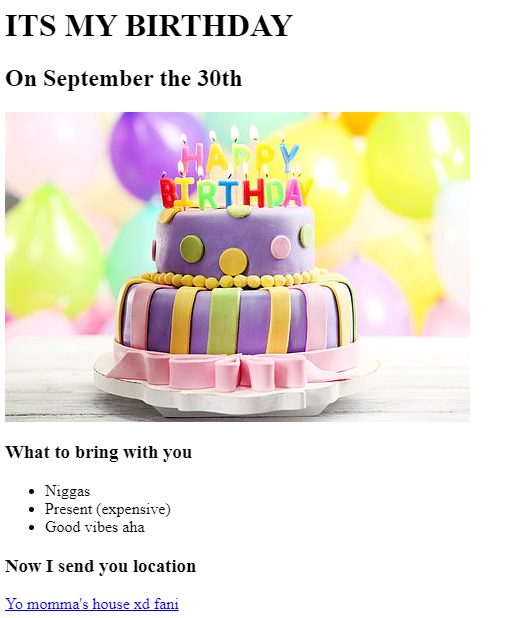 ITS MY BIRTHDAY
On September the 30th
HAPPY
BIRTHDAY
What to bring with you
Niggas
Present (expensive)
Good vibes aha
Now I send you location
Yo momma's house xd fani